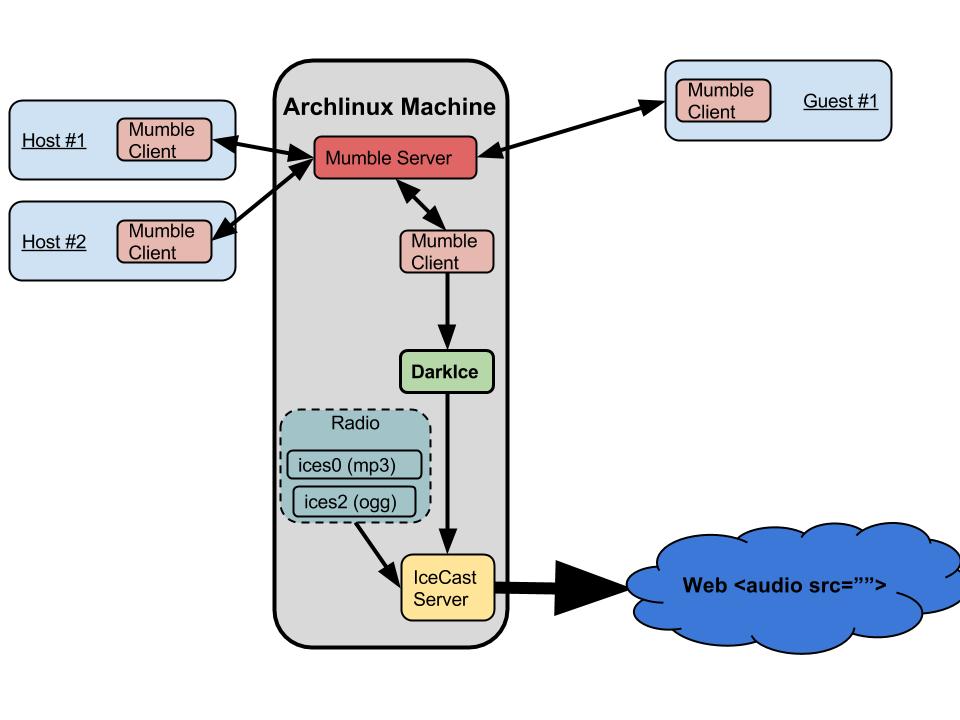 Archlinux Machine
Host #1
Mumble
Client
Mumble Server
Mumble
Client
Guest #1
Host #2
Mumble
Client
Mumble
Client
DarkIce
Radio
ices0 (mp3)
ices2 (ogg)
IceCast
Server
Web <audio src=””>